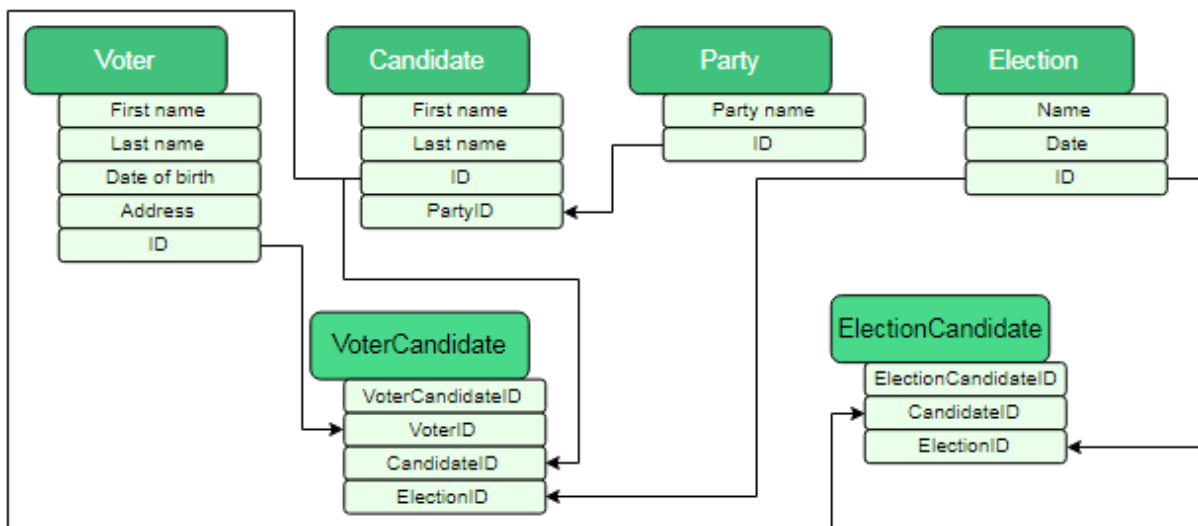 Voter
First name
Last name
Date of birth
Address
ID
Candidate
First name
Last name
ID
PartyID
Party
Party name
ID
Election
Name
Date
ID
VoterCandidate
VoterCandidateID
VoterID
CandidateID
ElectionID
ElectionCandidate
ElectionCandidateID
CandidateID
ElectionID